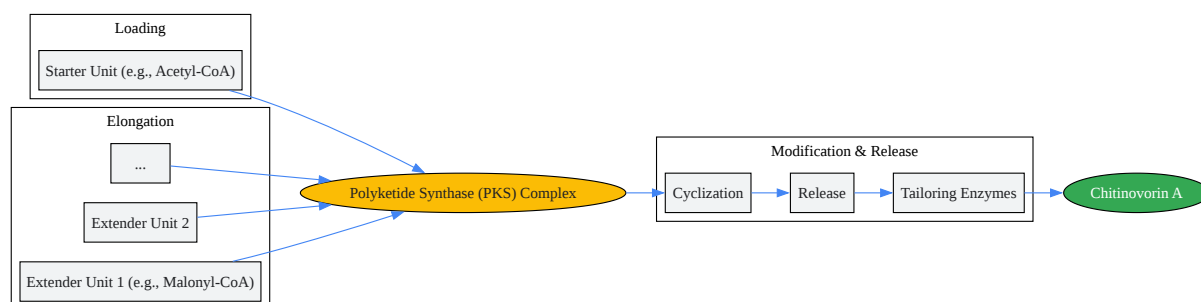 Loading
Starter Unit (e.g., Acetyl-CoA)
Elongation
...
Extender Unit 2
Extender Unit 1 (e.g., Malonyl-CoA)
Polyketide Synthase (PKS) Complex
Modification & Release
Cyclization
Release
Tailoring Enzymes
Chitinovorin A